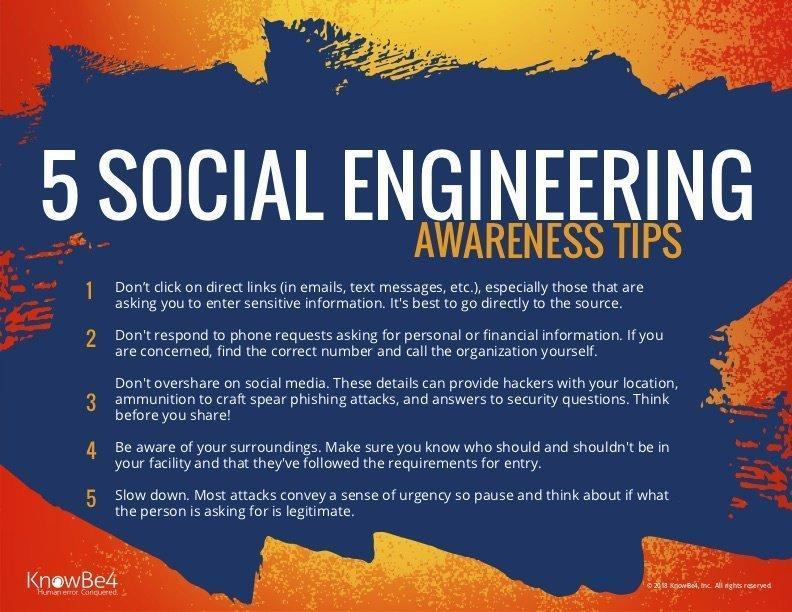 5 SOCIAL ENGINEERING
AWARENESS TIPS
1 Don’t click on direct links (in emails, text messages, etc.), especially those that are
asking you to enter sensitive information. It's best to go directly to the source.
2 Don't respond to phone requests asking for personal or financial information. If you
are concerned, find the correct number and call the organization yourself.
3 Don't overshare on social media. These details can provide hackers with your location,
ammunition to craft spear phishing attacks, and answers to security questions. Think
before you share!
4 Be aware of your surroundings. Make sure you know who should and shouldn't be in
your facility and that they've followed the requirements for entry.
5 Slow down. Most attacks convey a sense of urgency so pause and think about if what
the person is asking for is legitimate.
KnowBe4
Human error. Conquered.
© 2018 KnowBe4, Inc. All rights reserved.